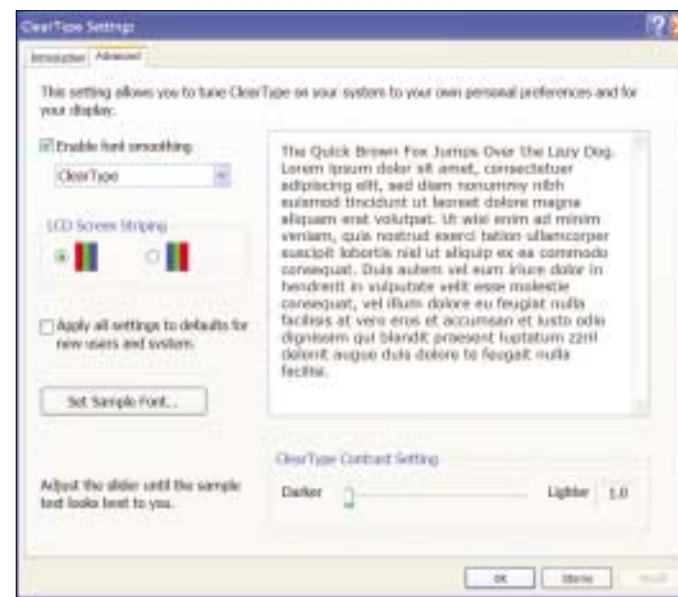 ClearType Settings
Introduction Advanced
This setting allows you to tune ClearType on your system to your own personal preferences and for
your display.
Enable font smoothing
ClearType
LCD Screen Striping
Apply all settings to defaults for
new users and system.
Set Sample Font...
Adjust the slider until the sample
text looks best to you.
The Quick Brown Fox Jumps Over the Lazy Dog.
Lorem ipsum dolor sit amet, consectetuer
adipiscing elit, sed diam nonummy nibh
euismod tincidunt ut laoreet dolore magna
aliquam erat volutpat. Ut wisi enim ad minim
veniam, quis nostrud exerci tation ullamcorper
suscipit lobortis nisl ut aliquip ex ea commodo
consequat. Duis autem vel eum iriure dolor in
hendrerit in vulputate velit esse molestie
consequat, vel illum dolore eu feugiat nulla
facilisis at vero eros et accumsan et iusto odio
dignissim qui blandit praesent luptatum zzril
delenit augue duis dolore te feugait nulla
facilisi.
ClearType Contrast Setting
Darker Lighter 1.0
OK